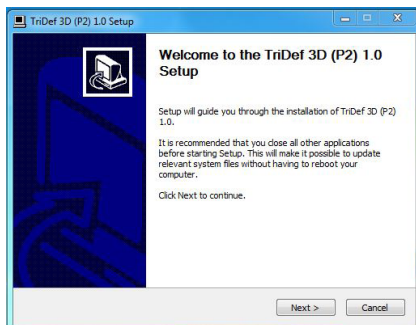 TriDef 3D (P2) 1.0 Setup
Welcome to the TriDef 3D (P2) 1.0
Setup
Setup will guide you through the installation of TriDef 3D (P2)
1.0.
It is recommended that you close all other applications
before starting Setup. This will make it possible to update
relevant system files without having to reboot your
computer.
Click Next to continue.
Next > Cancel